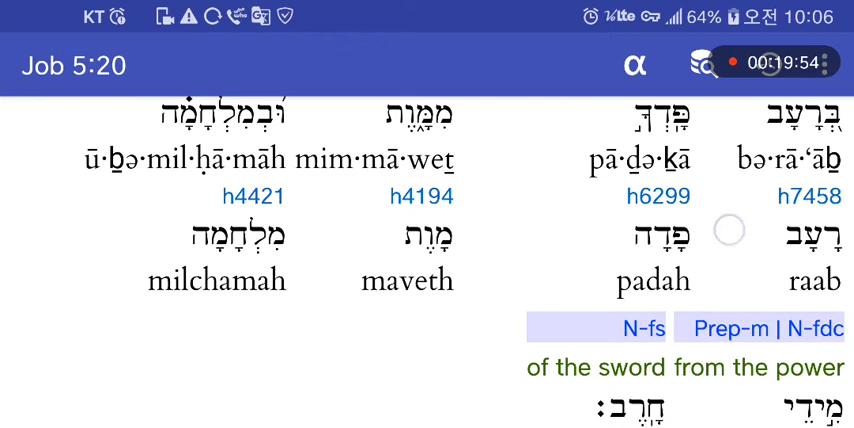 KT 64% 오전 10:06
Job 5:20 α 00:19:54
בְּ֭רָעָב פָּֽדְךָ֣ מִמָּ֑וֶת וּ֝בְמִלְחָמָ֗ה
ū·ḇə·mil·ḥā·māh mim·mā·weṯ pā·ḏə·ḵā bə·rā·‘āḇ
h4421 h4194 h6299 h7458
רָעָב פָּדָה מָוֶת מִלְחָמָה
milchamah maveth padah raab
N-fs Prep-m | N-fdc
of the sword from the power
מִ֣ידֵי חָֽרֶב׃